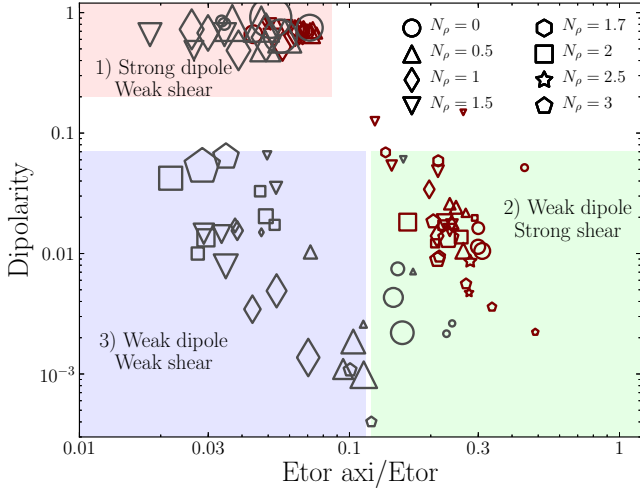 1
0.1
0.01
10⁻³
Dipolarity
1) Strong dipole
Weak shear
N_ρ = 0
N_ρ = 0.5
N_ρ = 1
N_ρ = 1.5
N_ρ = 1.7
N_ρ = 2
N_ρ = 2.5
N_ρ = 3
2) Weak dipole
Strong shear
3) Weak dipole
Weak shear
0.01
0.03
0.1
0.3
1
Etor axi/Etor